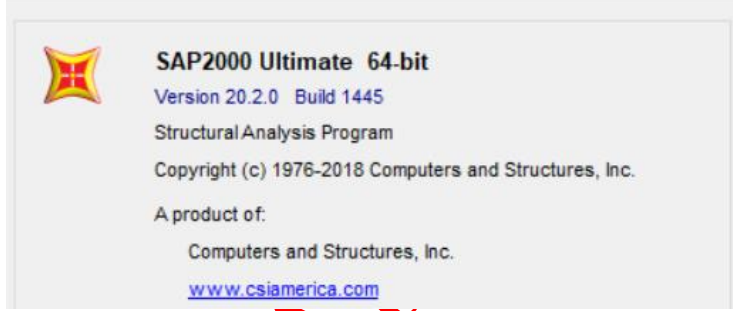 SAP2000 Ultimate 64-bit
Version 20.2.0 Build 1445
Structural Analysis Program
Copyright (c) 1976-2018 Computers and Structures, Inc.
A product of:
Computers and Structures, Inc.
www.csiamerica.com